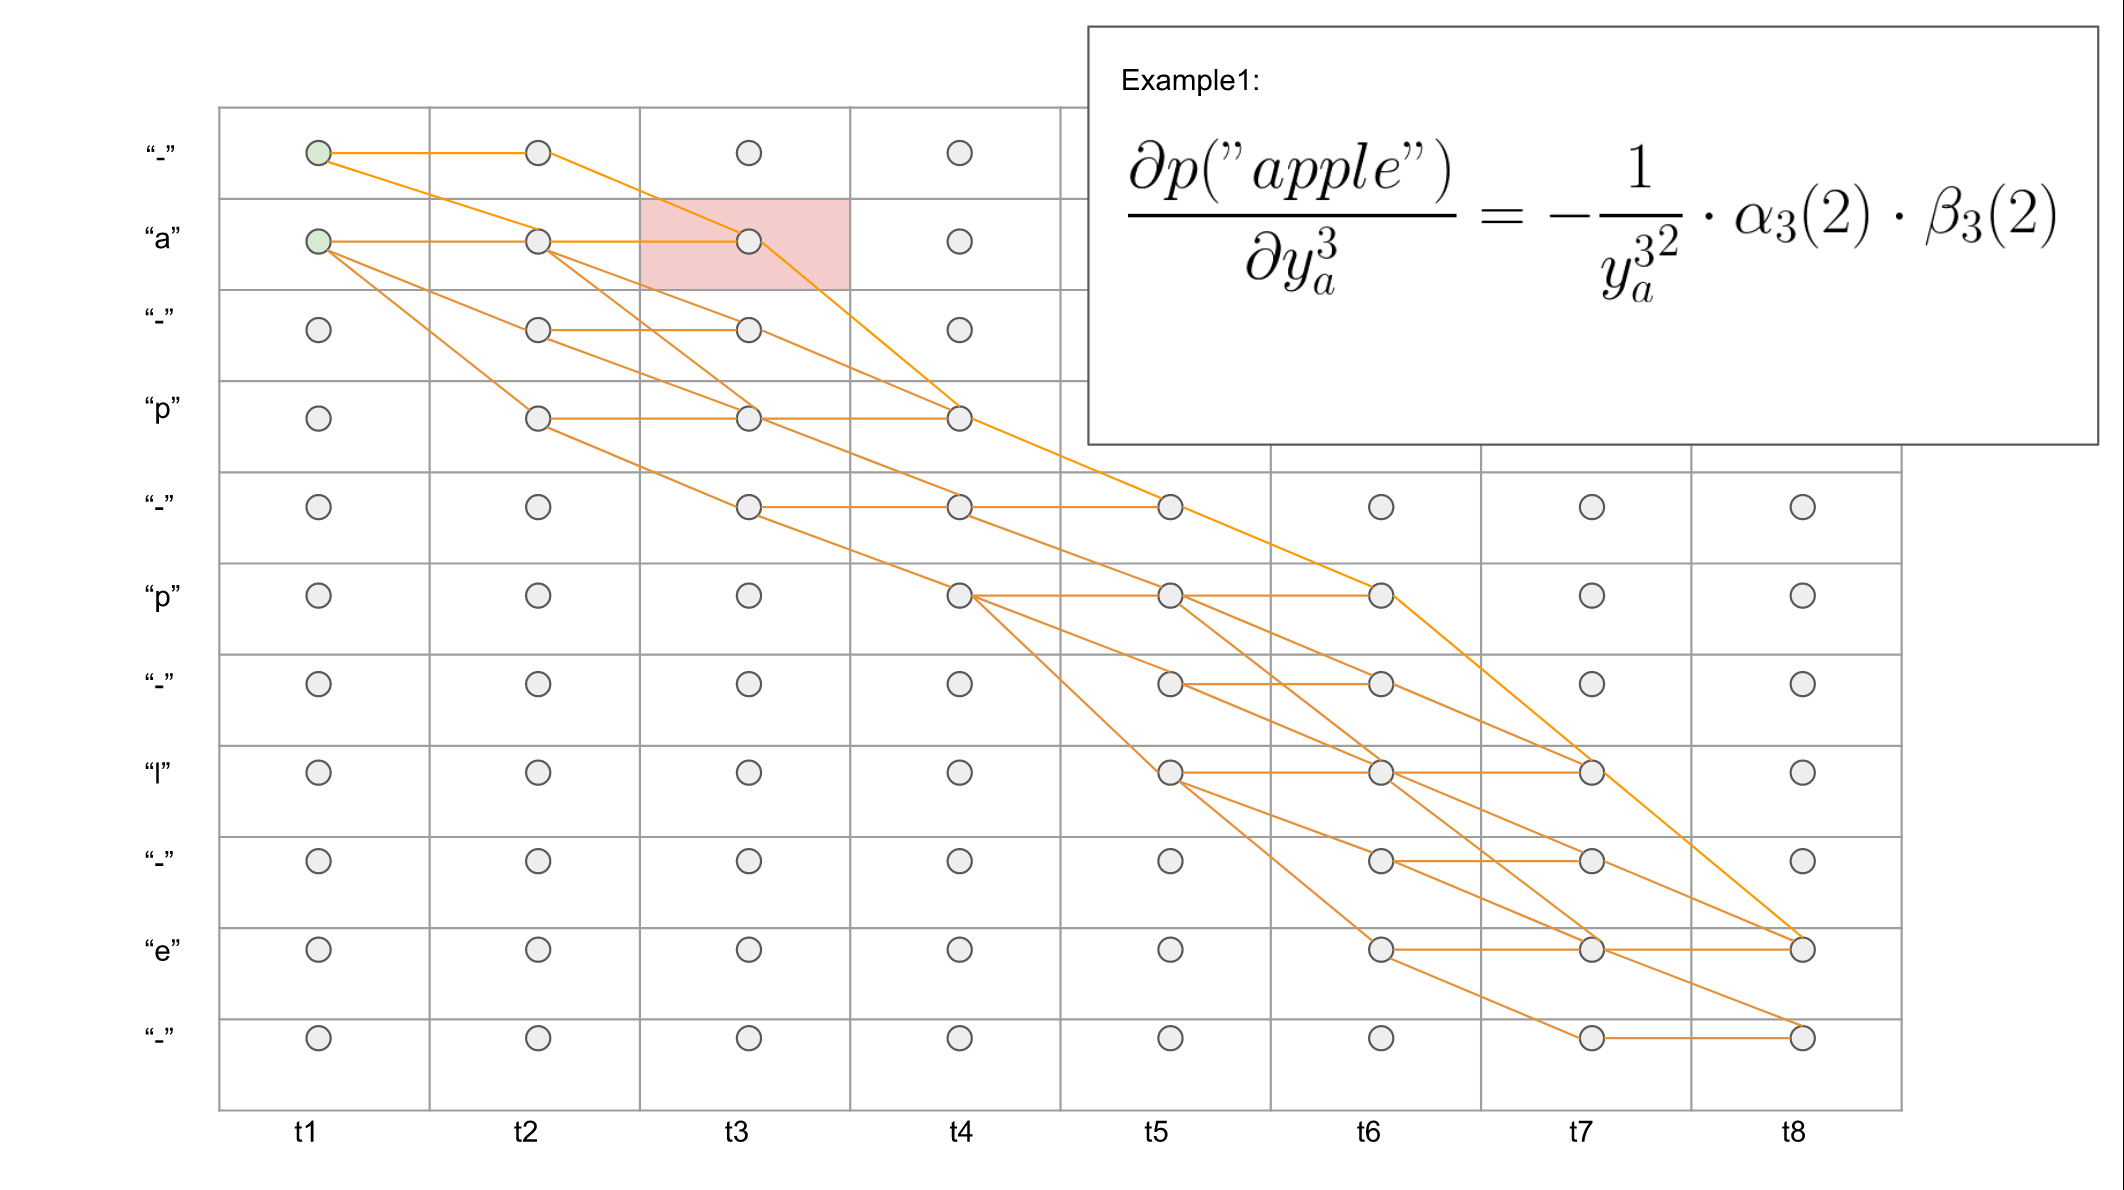 Example1:
∂p("apple") / ∂y_a^3 = − 1 / y_a^3^2 · α_3(2) · β_3(2)
“-”
“a”
“-”
“p”
“-”
“p”
“-”
“l”
“-”
“e”
“-”
t1 t2 t3 t4 t5 t6 t7 t8